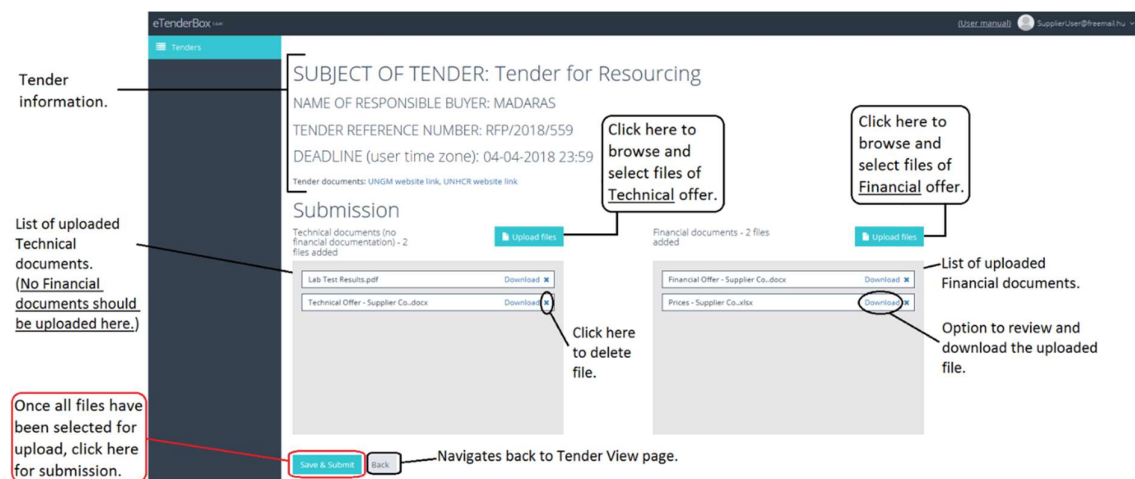 eTenderBox
(User manual)
SupplierUser@freemail.hu
Tenders
Tender
information.
SUBJECT OF TENDER: Tender for Resourcing
NAME OF RESPONSIBLE BUYER: MADARAS
TENDER REFERENCE NUMBER: RFP/2018/559
DEADLINE (user time zone): 04-04-2018 23:59
Tender documents: UNGM website link, UNHCR website link
Click here to
browse and
select files of
Technical offer.
Click here to
browse and
select files of
Financial offer.
Submission
Technical documents (no
financial documentation) - 2
files added
Upload files
Financial documents - 2 files
added
Upload files
List of uploaded
Technical
documents.
(No Financial
documents should
be uploaded here.)
Lab Test Results.pdf
Download
Technical Offer - Supplier Co..docx
Download
Financial Offer - Supplier Co..docx
Download
Prices - Supplier Co..xlsx
Download
List of uploaded
Financial documents.
Click here
to delete
file.
Option to review and
download the uploaded
file.
Once all files have
been selected for
upload, click here
for submission.
Save & Submit
Back
Navigates back to Tender View page.